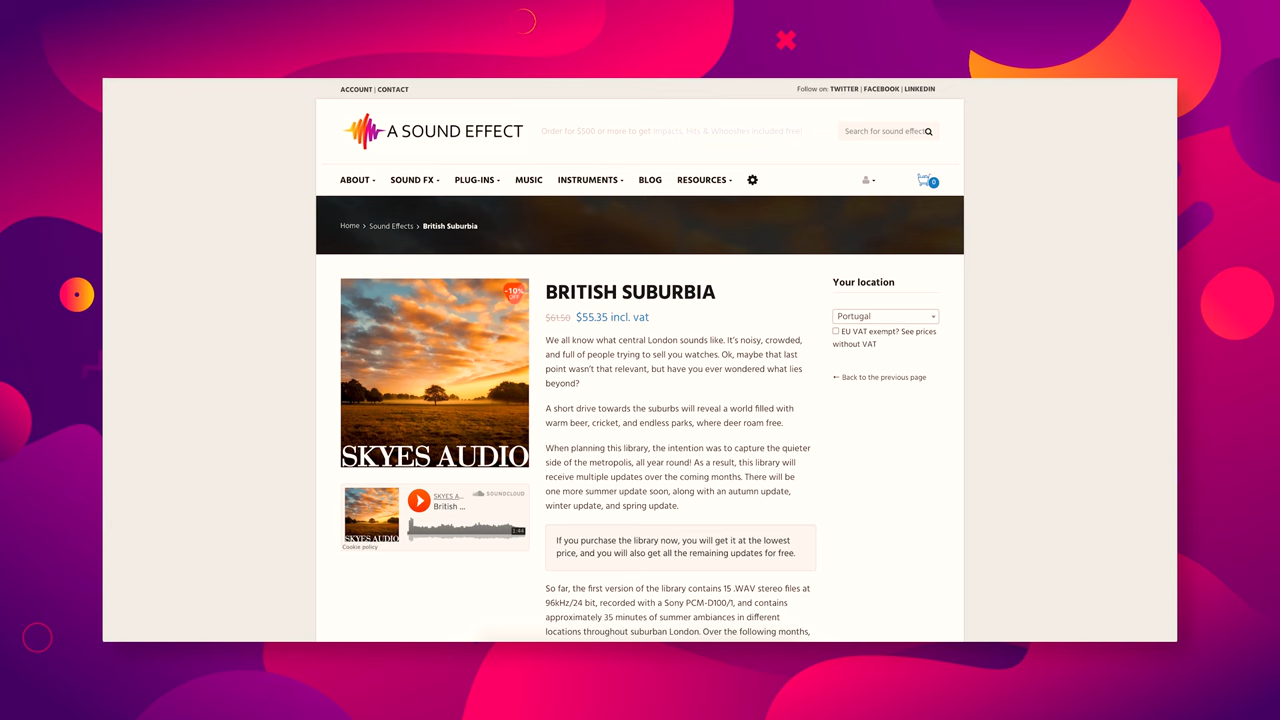 ACCOUNT | CONTACT
Follow on: TWITTER | FACEBOOK | LINKEDIN
A SOUND EFFECT
Order for $500 or more to get Impacts, Hits & Whooshes included free!
Search for sound effect
ABOUT SOUND FX PLUG-INS MUSIC INSTRUMENTS BLOG RESOURCES
0
Home > Sound Effects > British Suburbia
-10%
OFF
SKYES AUDIO
SKYES A...
SOUNDCLOUD
British ...
1:44
SKYES AUDIO
Cookie policy
BRITISH SUBURBIA
$61.50 $55.35 incl. vat
We all know what central London sounds like. It's noisy, crowded,
and full of people trying to sell you watches. Ok, maybe that last
point wasn't that relevant, but have you ever wondered what lies
beyond?
A short drive towards the suburbs will reveal a world filled with
warm beer, cricket, and endless parks, where deer roam free.
When planning this library, the intention was to capture the quieter
side of the metropolis, all year round! As a result, this library will
receive multiple updates over the coming months. There will be
one more summer update soon, along with an autumn update,
winter update, and spring update.
If you purchase the library now, you will get it at the lowest
price, and you will also get all the remaining updates for free.
So far, the first version of the library contains 15 .WAV stereo files at
96kHz/24 bit, recorded with a Sony PCM-D100/1, and contains
approximately 35 minutes of summer ambiances in different
locations throughout suburban London. Over the following months,
Your location
Portugal
EU VAT exempt? See prices
without VAT
← Back to the previous page